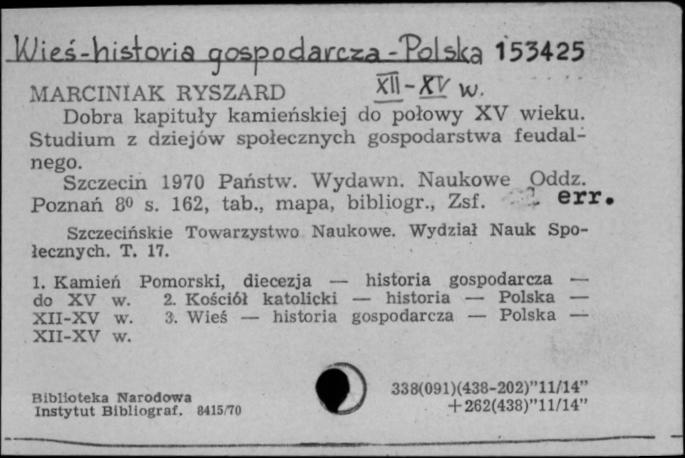 Wieś-historia gospodarcza-Polska 153425
XII-XV w.
MARCINIAK RYSZARD
Dobra kapituły kamieńskiej do połowy XV wieku.
Studium z dziejów społecznych gospodarstwa feudal-
nego.
Szczecin 1970 Państw. Wydawn. Naukowe Oddz.
Poznań 8⁰ s. 162, tab., mapa, bibliogr., Zsf. err.
Szczecińskie Towarzystwo Naukowe. Wydział Nauk Spo-
łecznych. T. 17.
1. Kamień Pomorski, diecezja — historia gospodarcza —
do XV w. 2. Kościół katolicki — historia — Polska —
XII-XV w. 3. Wieś — historia gospodarcza — Polska —
XII-XV w.
Biblioteka Narodowa
Instytut Bibliograf. 8415/70
338(091)(438-202)"11/14"
+262(438)"11/14"